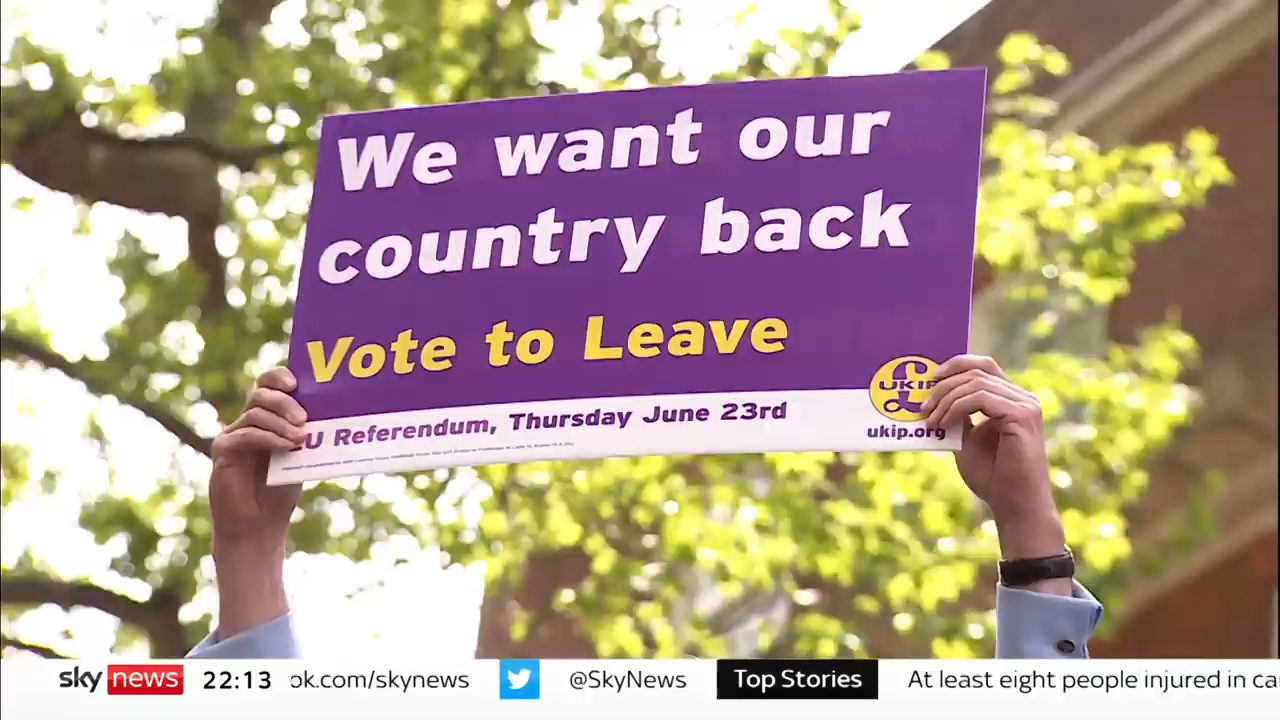 We want our
country back
Vote to Leave
U Referendum, Thursday June 23rd
UKIP
ukip.org
sky news 22:13 ok.com/skynews @SkyNews Top Stories At least eight people injured in ca